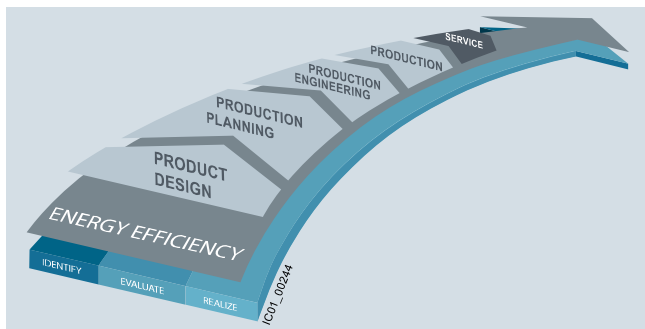 SERVICE
PRODUCTION
PRODUCTION
ENGINEERING
PRODUCTION
PLANNING
PRODUCT
DESIGN
ENERGY EFFICIENCY
IDENTIFY
EVALUATE
REALIZE
IC01_00244